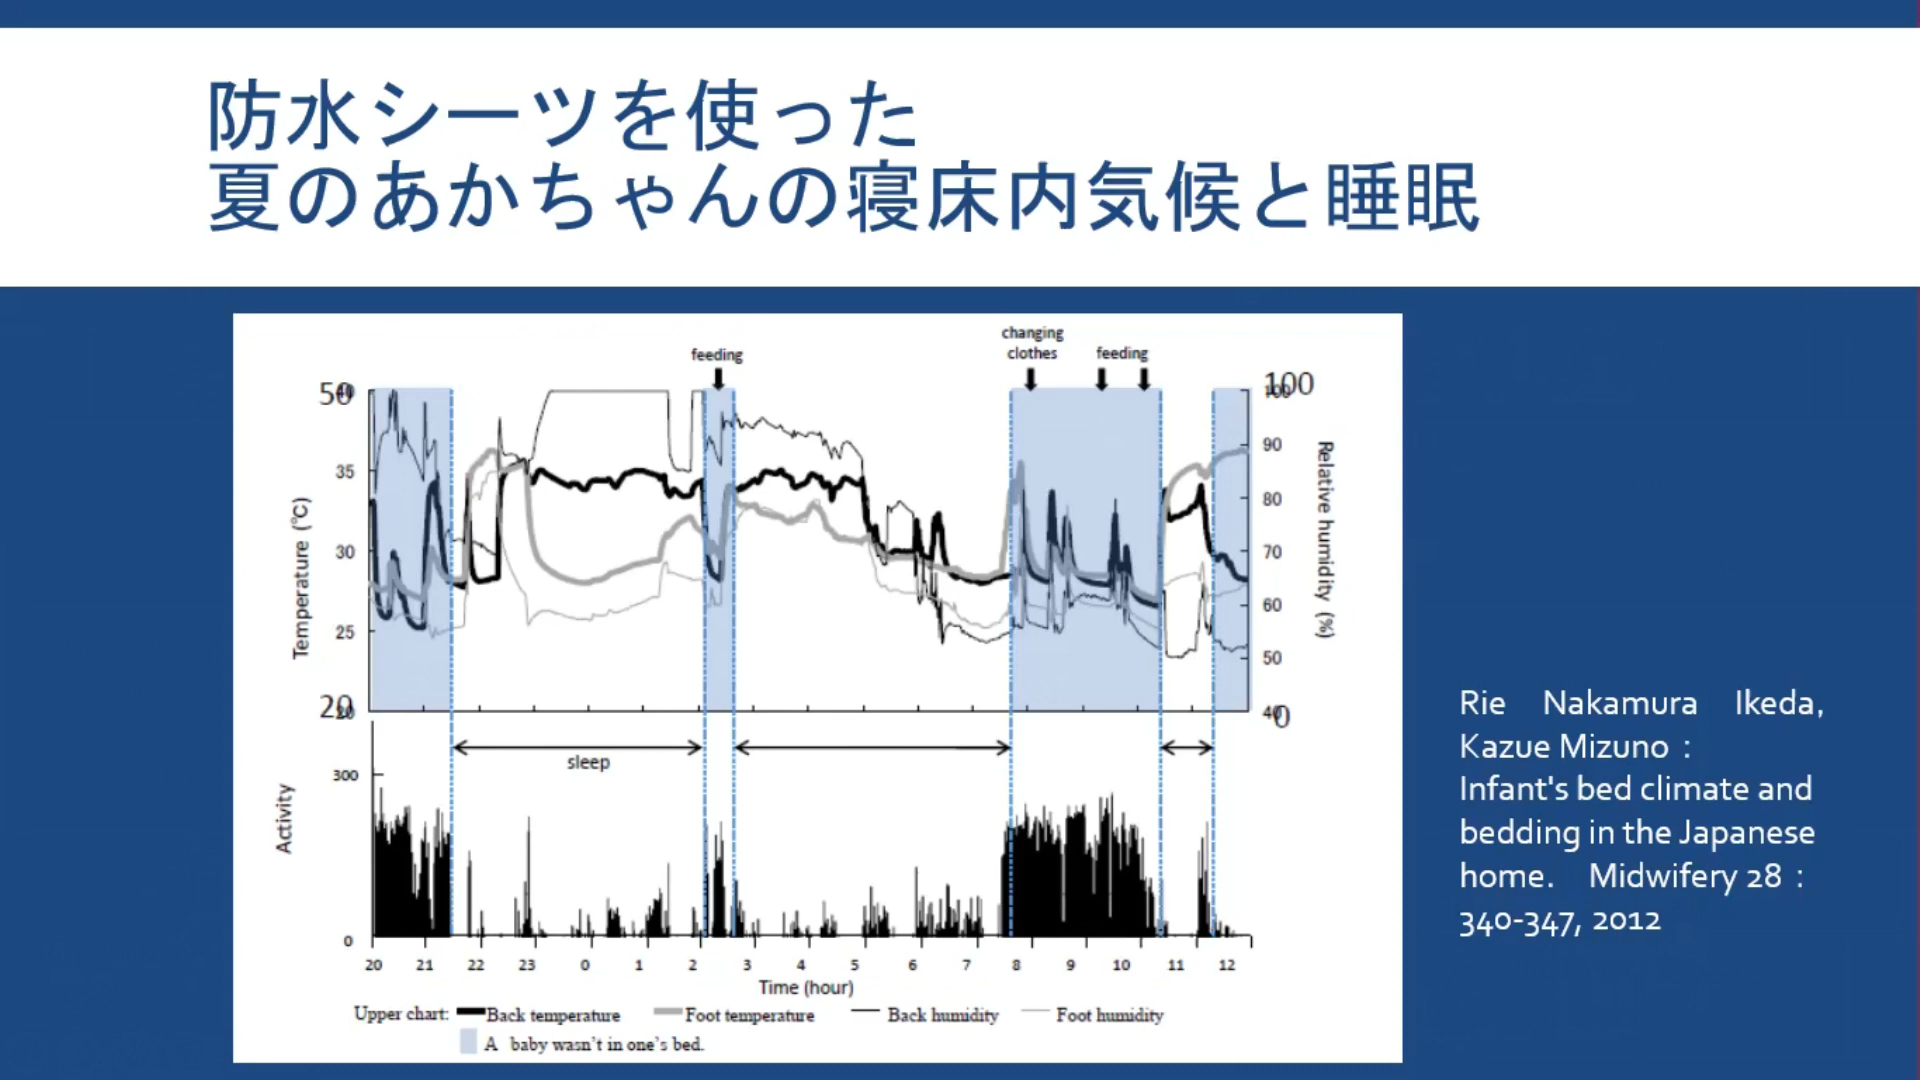 防水シーツを使った
夏のあかちゃんの寝床内気候と睡眠
changing
clothes
feeding
feeding
50
100
90
35
80
30
70
60
25
50
20
0
Temperature (℃)
Relative humidity (%)
sleep
300
0
Activity
20 21 22 23 0 1 2 3 4 5 6 7 8 9 10 11 12
Time (hour)
Upper chart: Back temperature Foot temperature Back humidity Foot humidity
A baby wasn't in one's bed.
Rie Nakamura Ikeda,
Kazue Mizuno :
Infant's bed climate and
bedding in the Japanese
home. Midwifery 28 :
340-347, 2012